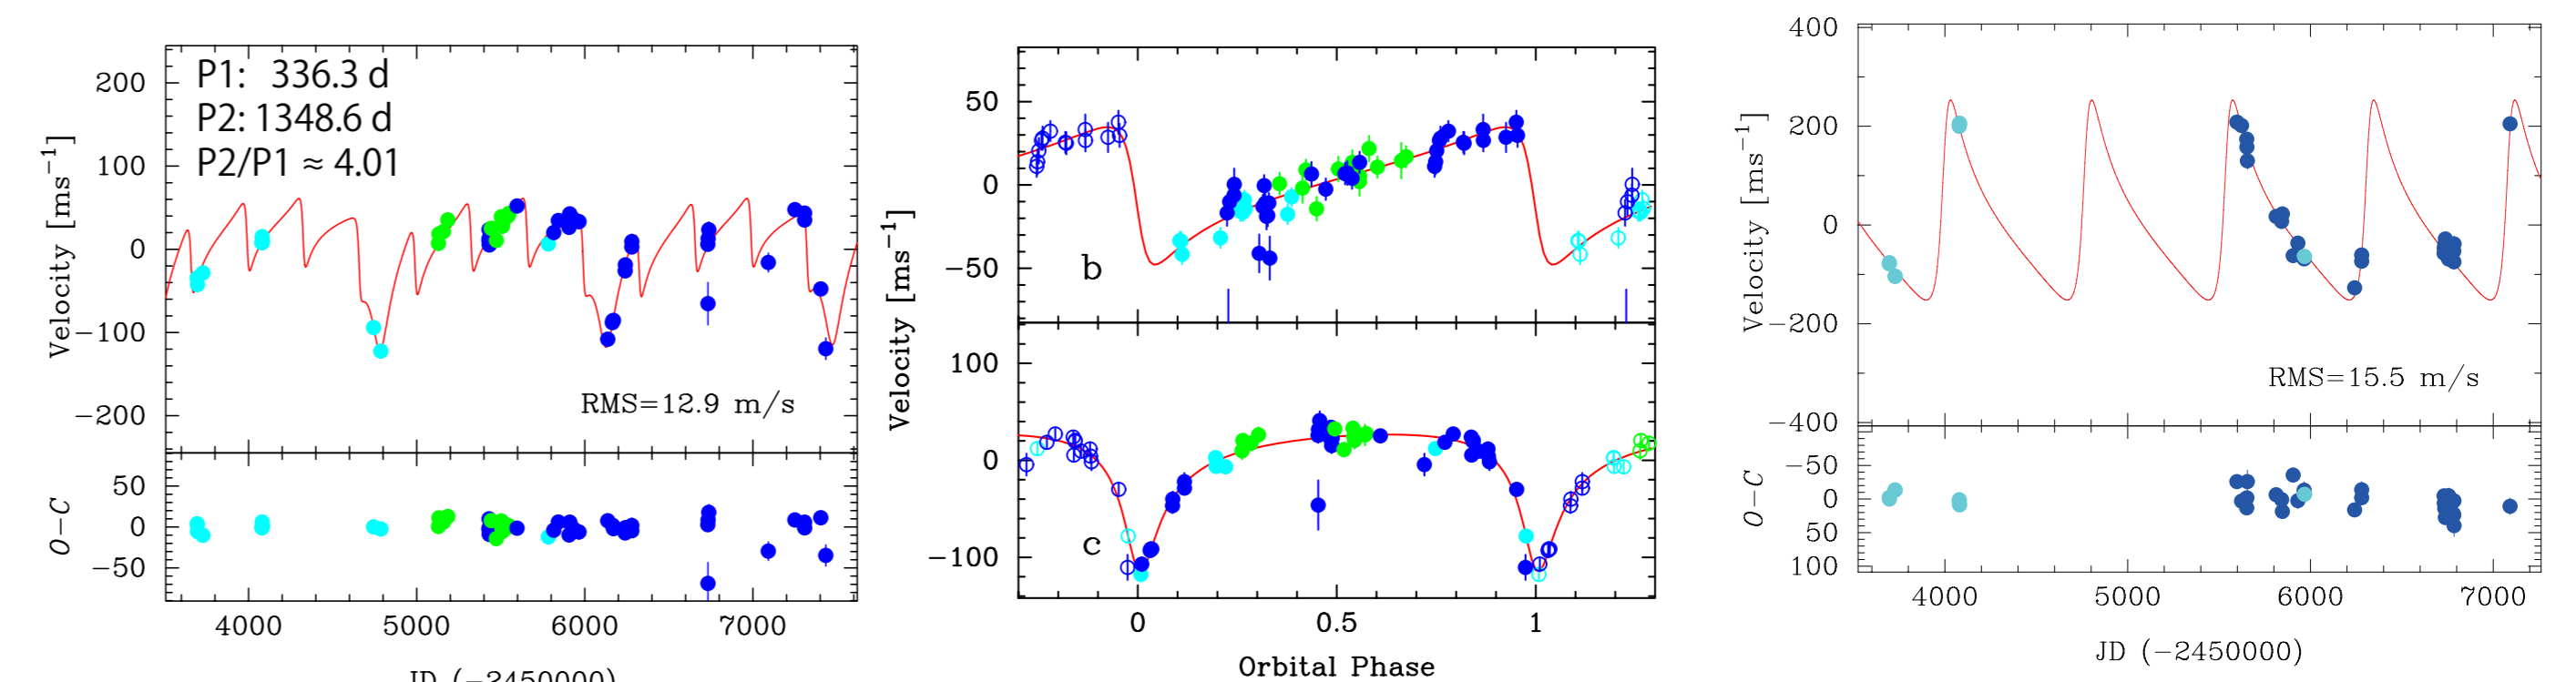 P1: 336.3 d
P2: 1348.6 d
P2/P1 ≈ 4.01
Velocity [ms⁻¹]
200
100
0
−100
−200
RMS=12.9 m/s
O−C
50
0
−50
4000 5000 6000 7000
JD (−2450000)
Velocity [ms⁻¹]
50
0
−50
b
100
0
−100
c
0 0.5 1
Orbital Phase
Velocity [ms⁻¹]
400
200
0
−200
−400
RMS=15.5 m/s
O−C
−50
0
50
100
4000 5000 6000 7000
JD (−2450000)